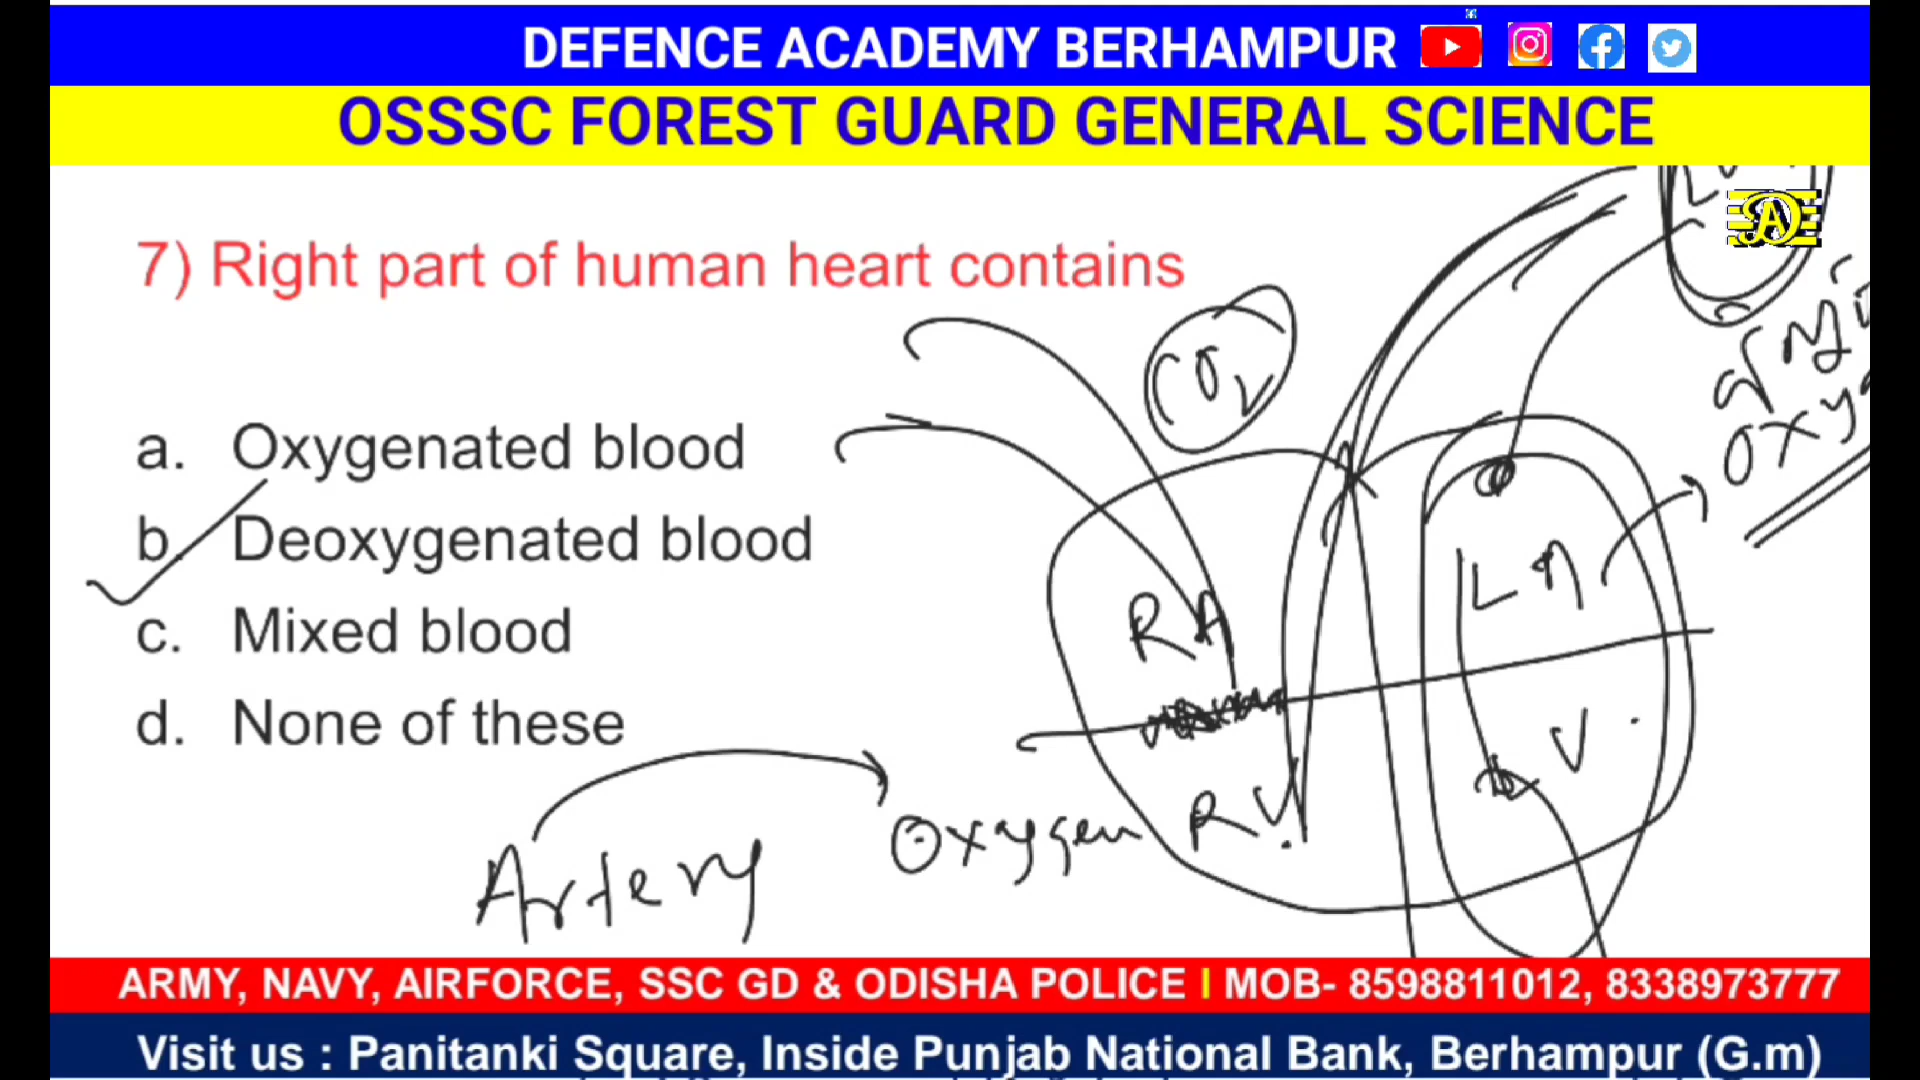 DEFENCE ACADEMY BERHAMPUR
OSSSC FOREST GUARD GENERAL SCIENCE
7) Right part of human heart contains
CO2
a. Oxygenated blood
b. Deoxygenated blood
c. Mixed blood
d. None of these
RA
LA
RV
V
Oxygen
Artery
ARMY, NAVY, AIRFORCE, SSC GD & ODISHA POLICE I MOB- 8598811012, 8338973777
Visit us : Panitanki Square, Inside Punjab National Bank, Berhampur (G.m)